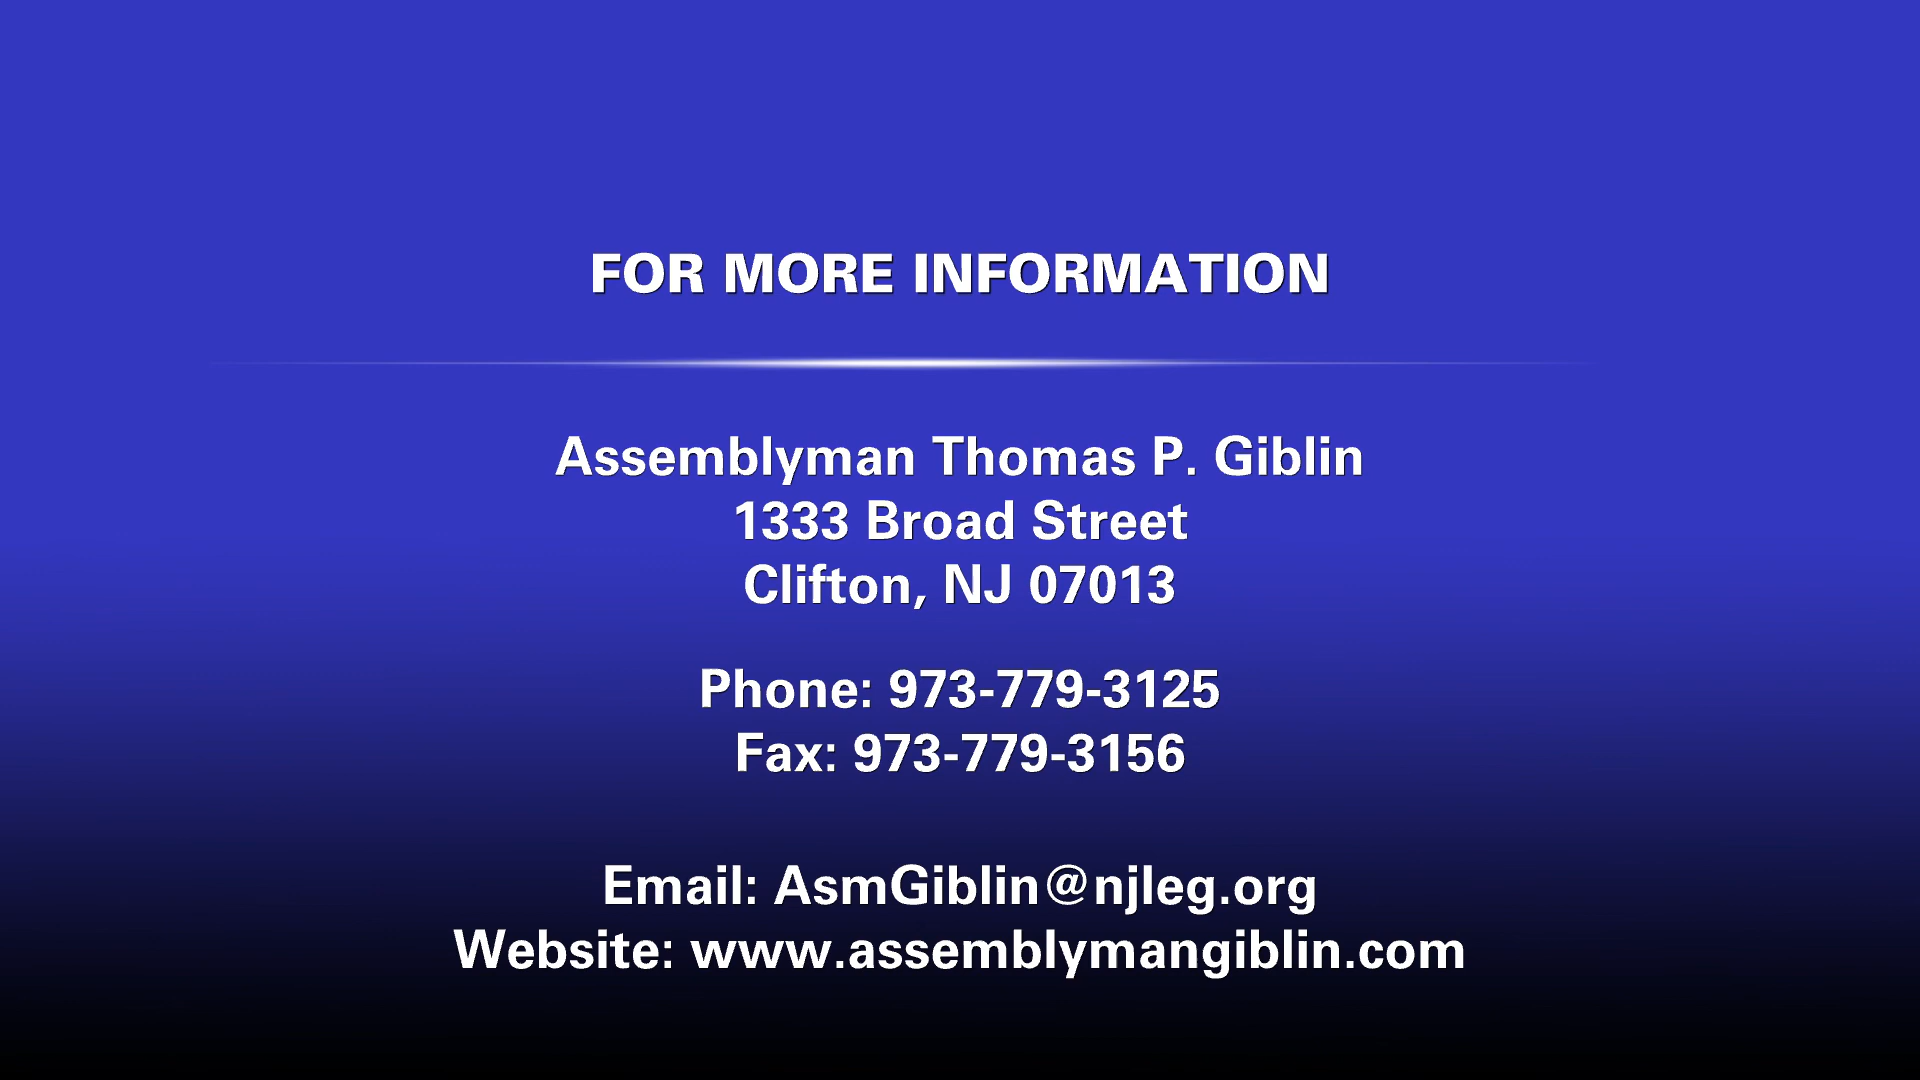 FOR MORE INFORMATION
Assemblyman Thomas P. Giblin
1333 Broad Street
Clifton, NJ 07013
Phone: 973-779-3125
Fax: 973-779-3156
Email: AsmGiblin@njleg.org
Website: www.assemblymangiblin.com